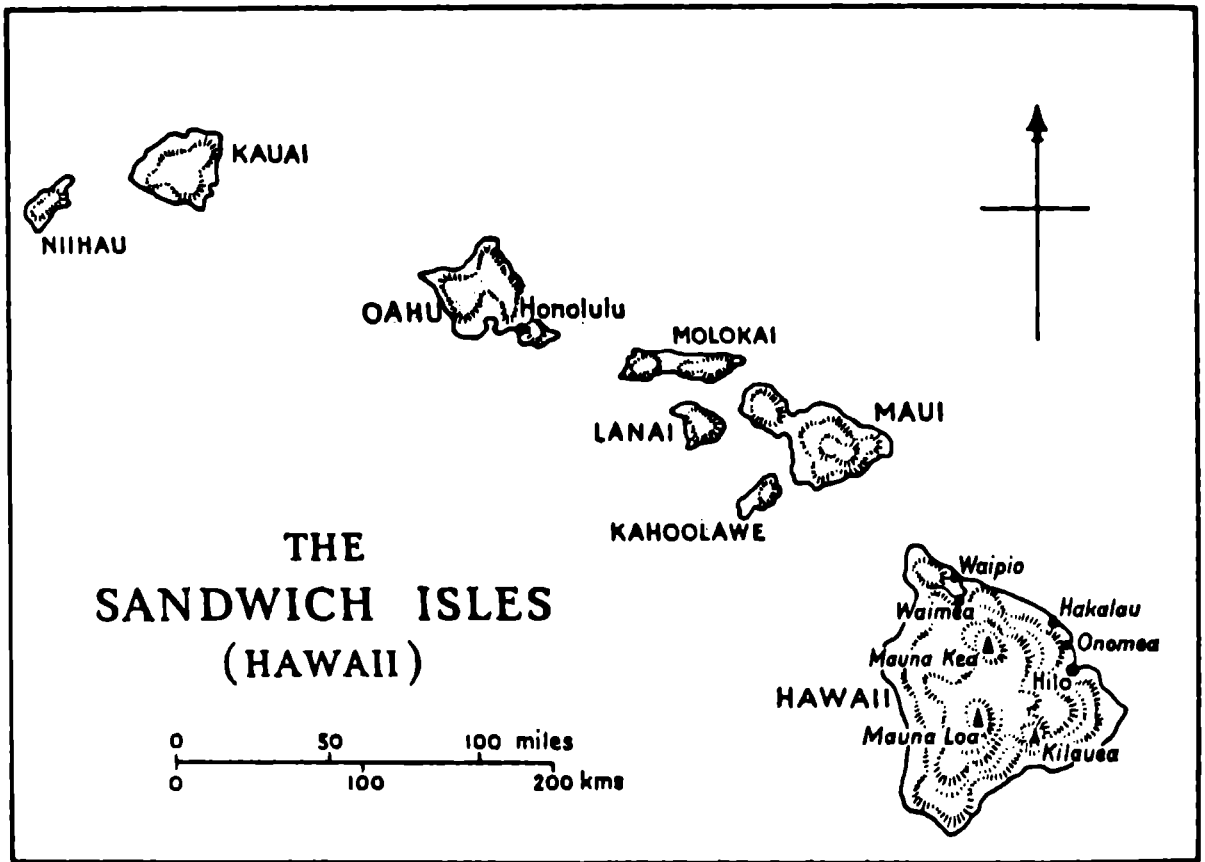 KAUAI
NIIHAU
OAHU
Honolulu
MOLOKAI
MAUI
LANAI
KAHOOLAWE
THE
SANDWICH ISLES
(HAWAII)
0 50 100 miles
0 100 200 kms
Waipio
Waimea
Hakalau
Onomea
Mauna Kea
Hilo
HAWAII
Mauna Loa
Kilauea